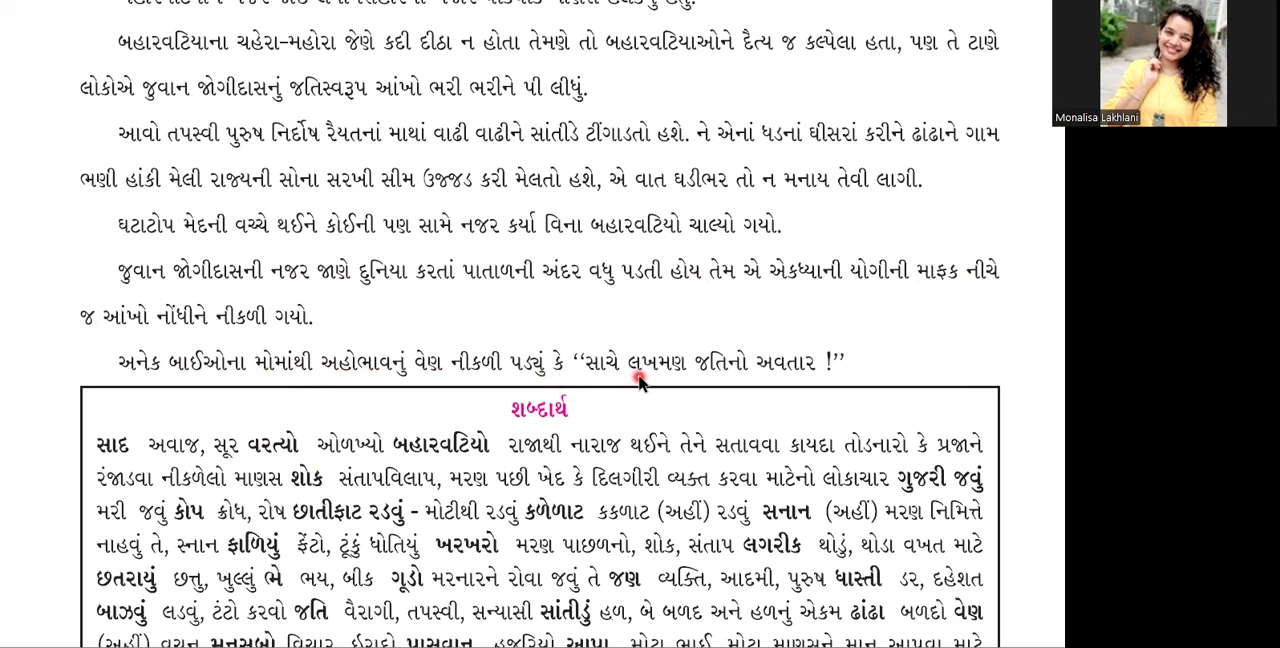 બહારવટિયાના ચહેરા-મહોરા જેણે કદી દીઠા ન હોતા તેમણે તો બહારવટિયાઓને દૈત્ય જ કલ્પેલા હતા, પણ તે ટાણે
લોકોએ જુવાન જોગીદાસનું જતિસ્વરૂપ આંખો ભરી ભરીને પી લીધું.
આવો તપસ્વી પુરુષ નિર્દોષ રૈયતનાં માથાં વાઢી વાઢીને સાંતીડે ટીંગાડતો હશે. ને એનાં ધડનાં ઘીસરાં કરીને ઢાંઢાને ગામ
ભણી હાંકી મેલી રાજ્યની સોના સરખી સીમ ઉજ્જડ કરી મેલતો હશે, એ વાત ઘડીભર તો ન મનાય તેવી લાગી.
ઘટાટોપ મેદની વચ્ચે થઈને કોઈની પણ સામે નજર કર્યા વિના બહારવટિયો ચાલ્યો ગયો.
જુવાન જોગીદાસની નજર જાણે દુનિયા કરતાં પાતાળની અંદર વધુ પડતી હોય તેમ એ એકધ્યાની યોગીની માફક નીચે
જ આંખો નોંધીને નીકળી ગયો.
અનેક બાઈઓના મોમાંથી અહોભાવનું વેણ નીકળી પડ્યું કે ‘‘સાચે લખમણ જતિનો અવતાર !’’
શબ્દાર્થ
સાદ અવાજ, સૂર વરત્યો ઓળખ્યો બહારવટિયો રાજાથી નારાજ થઈને તેને સતાવવા કાયદા તોડનારો કે પ્રજાને
રંજાડવા નીકળેલો માણસ શોક સંતાપવિલાપ, મરણ પછી ખેદ કે દિલગીરી વ્યક્ત કરવા માટેનો લોકાચાર ગુજરી જવું
મરી જવું કોપ ક્રોધ, રોષ છાતીફાટ રડવું - મોટીથી રડવું કળેળાટ કકળાટ (અહીં) રડવું સનાન (અહીં) મરણ નિમિત્તે
નાહવું તે, સ્નાન ફાળિયું ફેંટો, ટૂંકું ધોતિયું ખરખરો મરણ પાછળનો, શોક, સંતાપ લગરીક થોડું, થોડા વખત માટે
છતરાયું છત્તુ, ખુલ્લું ભે ભય, બીક ગૂડો મરનારને રોવા જવું તે જણ વ્યક્તિ, આદમી, પુરુષ ધાસ્તી ડર, દહેશત
બાઝવું લડવું, ટંટો કરવો જતિ વૈરાગી, તપસ્વી, સન્યાસી સાંતીડું હળ, બે બળદ અને હળનું એકમ ઢાંઢા બળદો વેણ
Monalisa Lakhlani